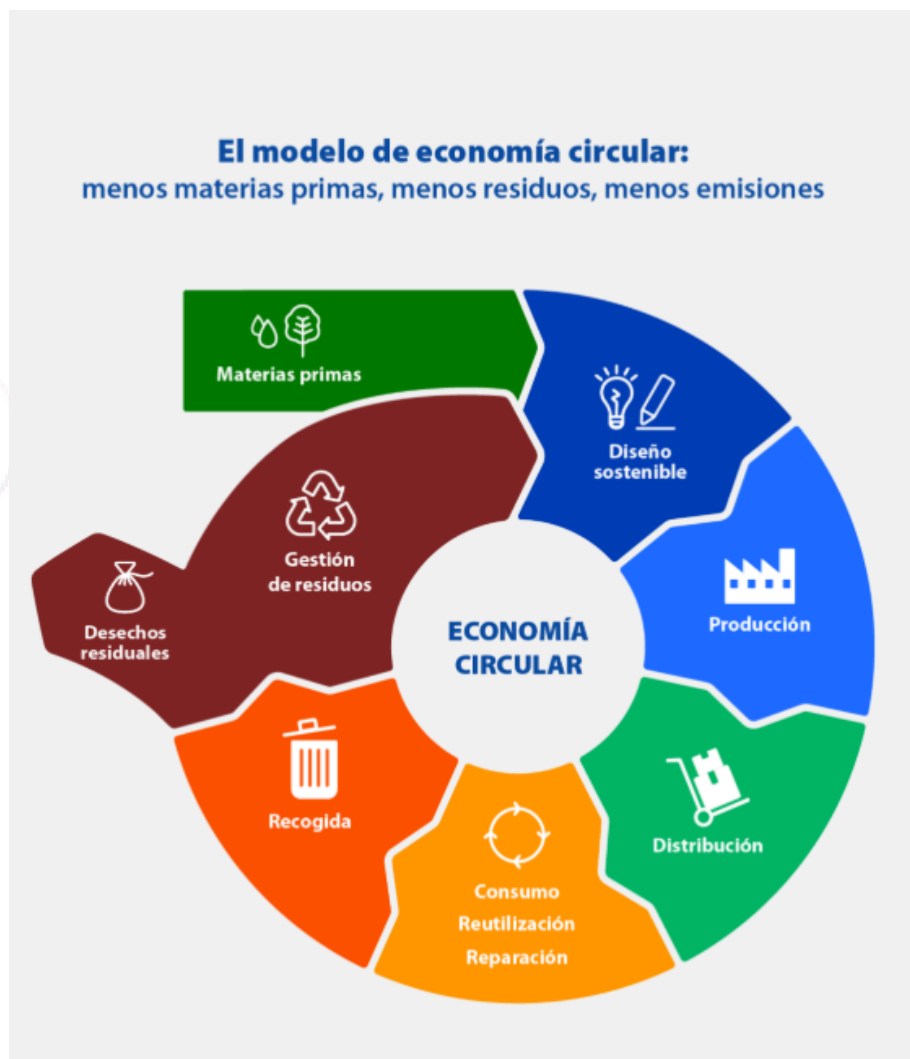 El modelo de economía circular:
menos materias primas, menos residuos, menos emisiones
Materias primas
Diseño
sostenible
Producción
Distribución
Consumo
Reutilización
Reparación
Recogida
Gestión
de residuos
Desechos
residuales
ECONOMÍA
CIRCULAR